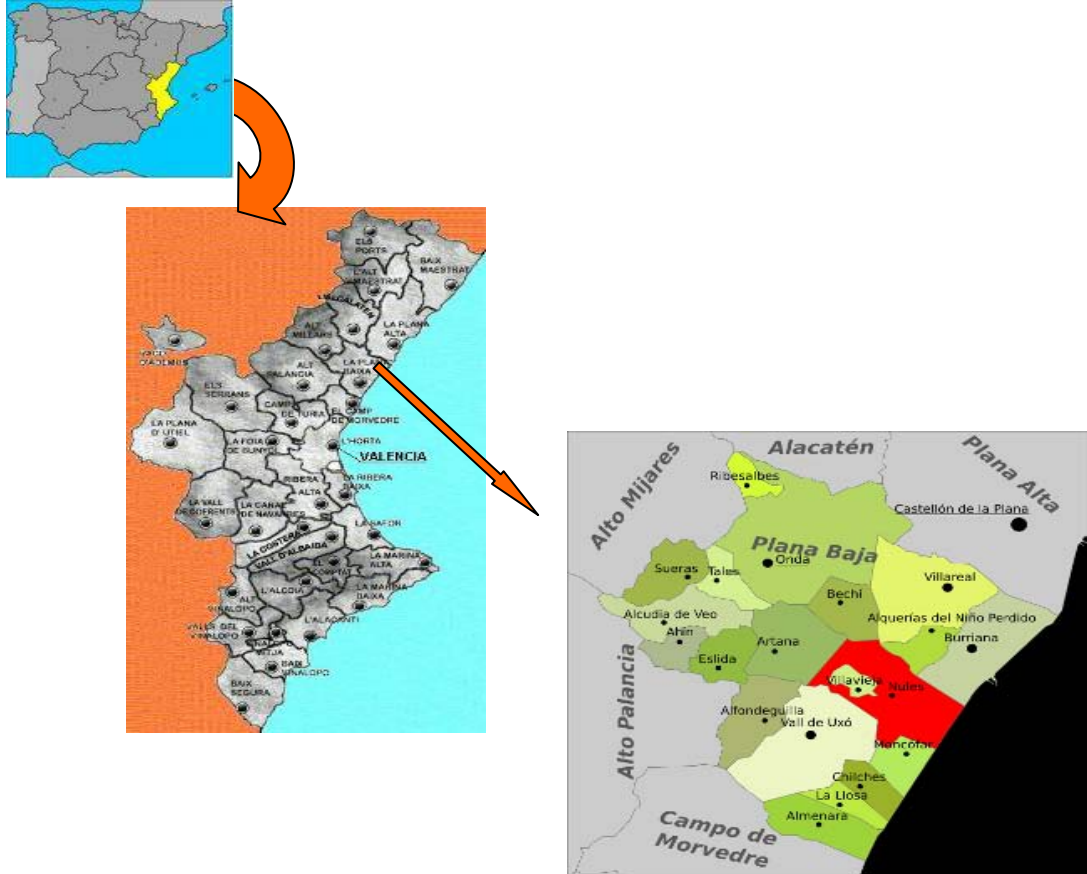 ELS
PORTS
BAIX
MAESTRAT
L'ALT
MAESTRAT
L'ALCALATEN
LA PLANA
ALTA
ALT
MILLARS
LA PLANA
BAIXA
ALT
PALANCIA
ELS
SERRANS
CAMP
DE TURIA
EL CAMP
DE MORVEDRE
LA PLANA
D' UTIEL
LA FOIA
DE BUNYOL
L'HORTA
VALENCIA
RIBERA
ALTA
LA RIBERA
BAIXA
LA VALL
DE COFRENTS
LA CANAL
DE NAVARRES
LA SAFOR
LA COSTERA
VALL D'ALBAIDA
EL
COMPTAT
LA MARINA
ALTA
L'ALCOIA
LA MARINA
BAIXA
ALT
VINALOPO
L'ALACANTI
VALLS DEL
VINALOPO
MITJA
BAIX
VINALOPO
BAIX
SEGURA
Alacatén
Plana Alta
Alto Mijares
Ribesalbes
Castellón de la Plana
Plana Baja
Onda
Sueras
Tales
Villareal
Bechi
Alcudia de Veo
Alquerías del Niño Perdido
Ahín
Artana
Burriana
Eslida
Villavieja
Nules
Alto Palancia
Alfondeguilla
Vall de Uxó
Moncofar
Chilches
La Llosa
Almenara
Campo de
Morvedre